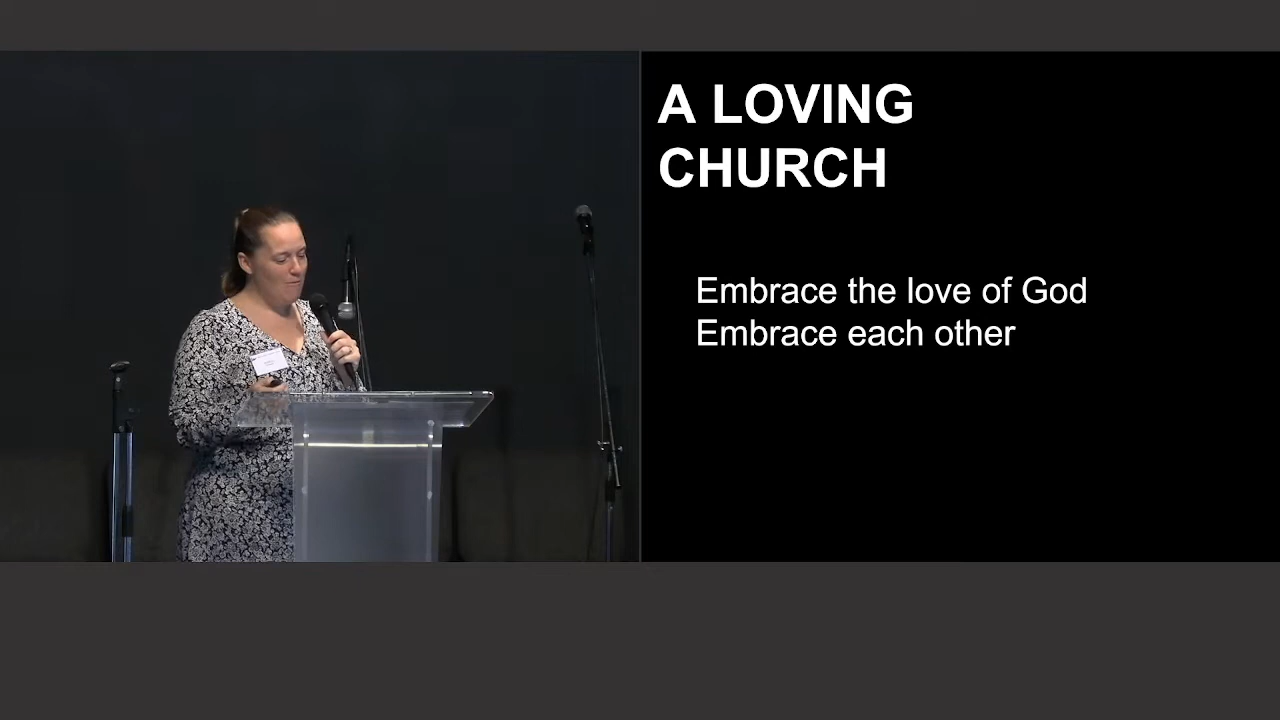 A LOVING
CHURCH
Embrace the love of God
Embrace each other